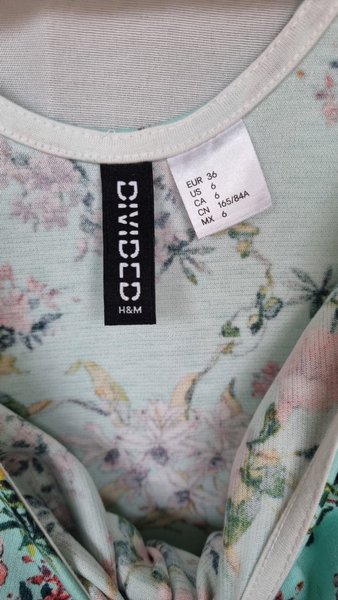 DIVIDED
H&M
EUR 36
US 6
CA 6
CN 165/84A
MX 6